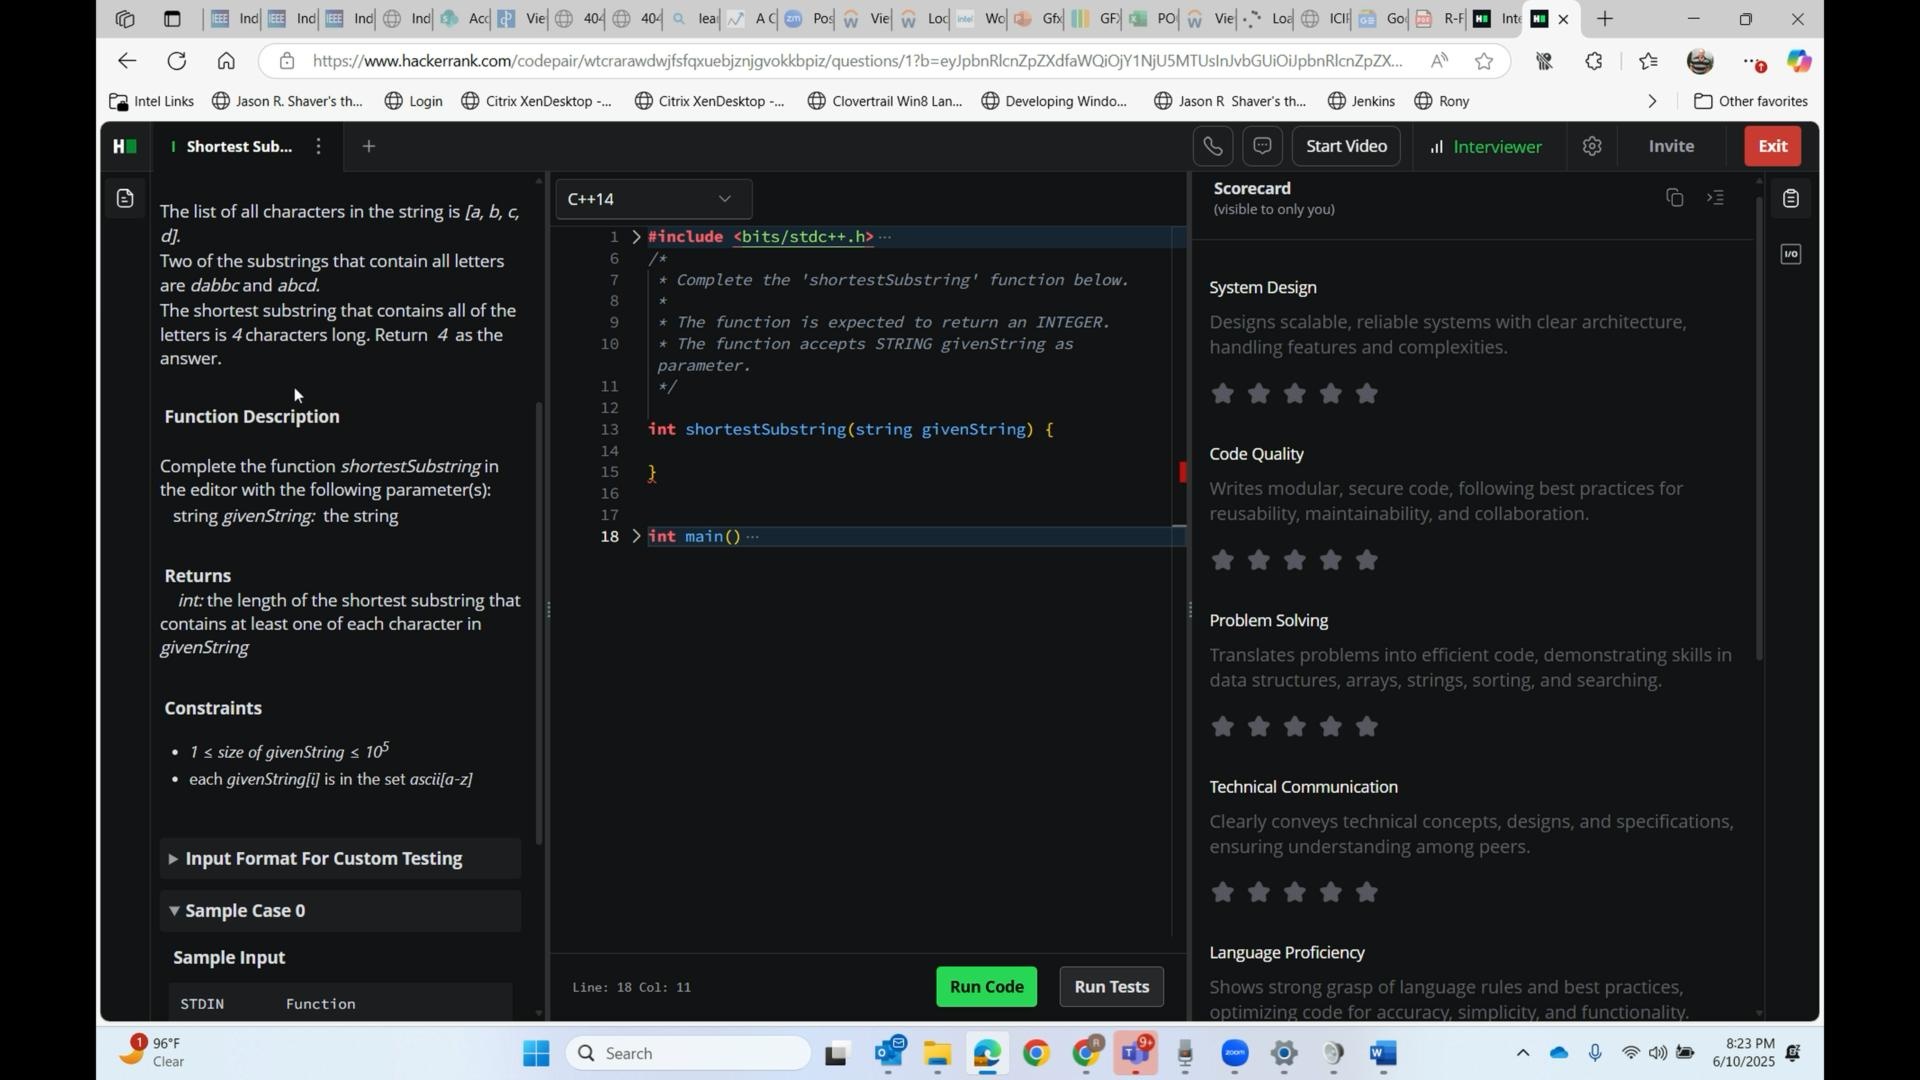 Ind
Ind
Ind
Ind
Acc
Vie
404
404
lea
A C
Pos
Vie
Loc
Wo
Gfx
GF
PO
Vie
Loa
ICII
Go
R-F
Inte
https://www.hackerrank.com/codepair/wtcrarawdwjfsfqxuebjznjgvokkbpiz/questions/1?b=eyJpbnRlcnZpZXdfaWQiOjY1NjU5MTUsInJvbGUiOiJpbnRlcnZpZX...
Intel Links
Jason R. Shaver's th...
Login
Citrix XenDesktop -...
Citrix XenDesktop -...
Clovertrail Win8 Lan...
Developing Windo...
Jason R Shaver's th...
Jenkins
Rony
Other favorites
H
Shortest Sub...
Start Video
Interviewer
Invite
Exit
The list of all characters in the string is [a, b, c,
d].
Two of the substrings that contain all letters
are dabbc and abcd.
The shortest substring that contains all of the
letters is 4 characters long. Return 4 as the
answer.
Function Description
Complete the function shortestSubstring in
the editor with the following parameter(s):
string givenString: the string
Returns
int: the length of the shortest substring that
contains at least one of each character in
givenString
Constraints
• 1 ≤ size of givenString ≤ 10⁵
• each givenString[i] is in the set ascii[a-z]
Input Format For Custom Testing
Sample Case 0
Sample Input
STDIN Function
C++14
1 #include <bits/stdc++.h> ...
6 /*
7 * Complete the 'shortestSubstring' function below.
8 *
9 * The function is expected to return an INTEGER.
10 * The function accepts STRING givenString as
parameter.
11 */
12
13 int shortestSubstring(string givenString) {
14
15 }
16
17
18 int main() ...
Line: 18 Col: 11
Run Code
Run Tests
Scorecard
(visible to only you)
I/O
System Design
Designs scalable, reliable systems with clear architecture,
handling features and complexities.
Code Quality
Writes modular, secure code, following best practices for
reusability, maintainability, and collaboration.
Problem Solving
Translates problems into efficient code, demonstrating skills in
data structures, arrays, strings, sorting, and searching.
Technical Communication
Clearly conveys technical concepts, designs, and specifications,
ensuring understanding among peers.
Language Proficiency
Shows strong grasp of language rules and best practices,
optimizing code for accuracy, simplicity, and functionality.
1
96°F
Clear
Search
R
9+
zoom
8:23 PM
6/10/2025